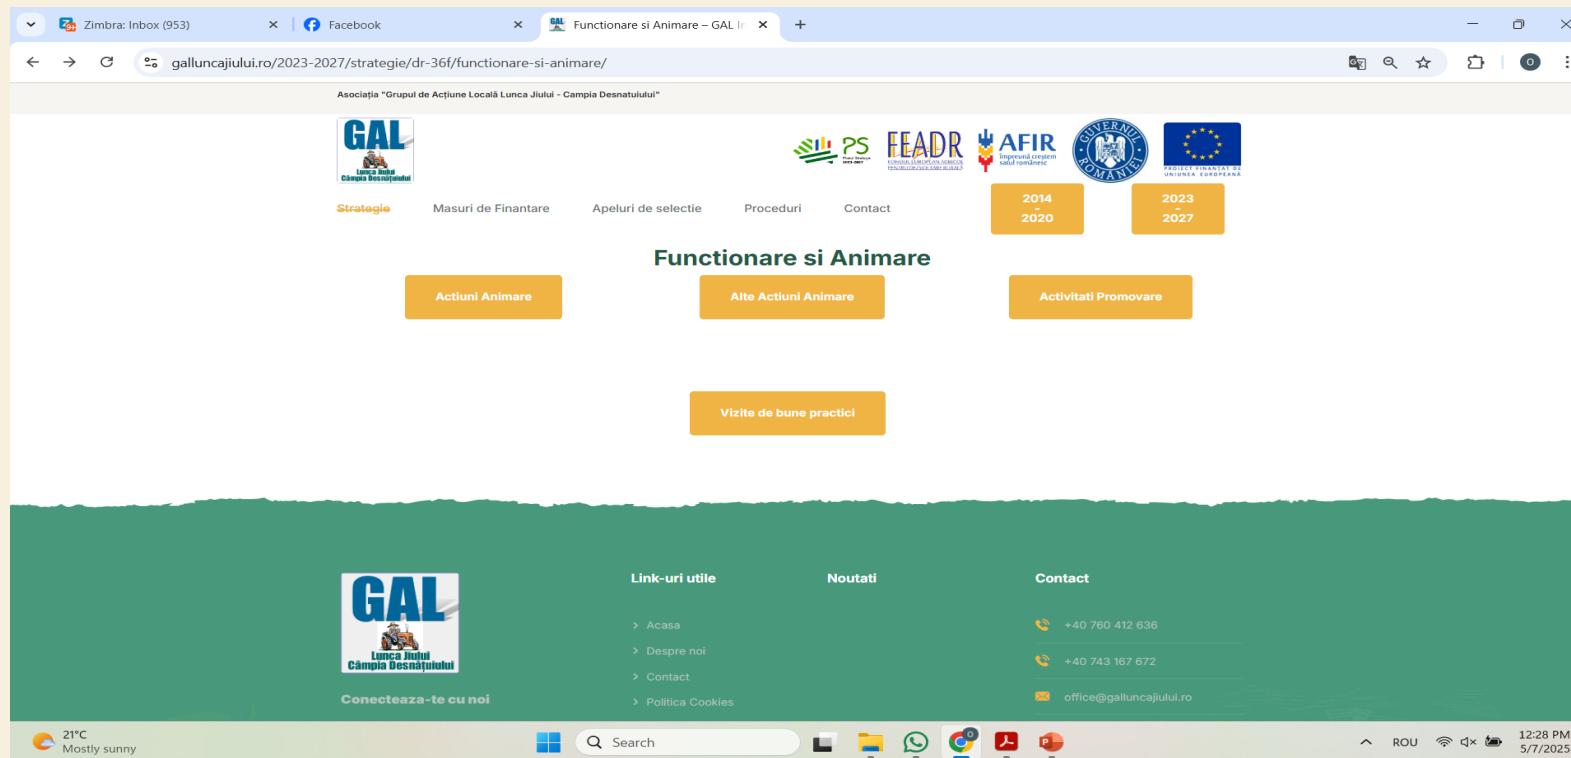 Zimbra: Inbox (953)
Facebook
Functionare si Animare – GAL
galluncajiului.ro/2023-2027/strategie/dr-36f/functionare-si-animare/
Asociația "Grupul de Acțiune Locală Lunca Jiului - Campia Desnatuiului"
GAL
Lunca Jiului
Câmpia Desnățuiului
PS
FEADR
AFIR
Împreună creștem
satul românesc
GUVERNUL ROMÂNIEI
PROIECT FINANȚAT DE
UNIUNEA EUROPEANĂ
Strategie
Masuri de Finantare
Apeluri de selectie
Proceduri
Contact
2014
-
2020
2023
-
2027
Functionare si Animare
Actiuni Animare
Alte Actiuni Animare
Activitati Promovare
Vizite de bune practici
GAL
Lunca Jiului
Câmpia Desnățuiului
Conecteaza-te cu noi
Link-uri utile
> Acasa
> Despre noi
> Contact
> Politica Cookies
Noutati
Contact
+40 760 412 636
+40 743 167 672
office@galluncajiului.ro
21°C
Mostly sunny
Search
ROU
12:28 PM
5/7/2025